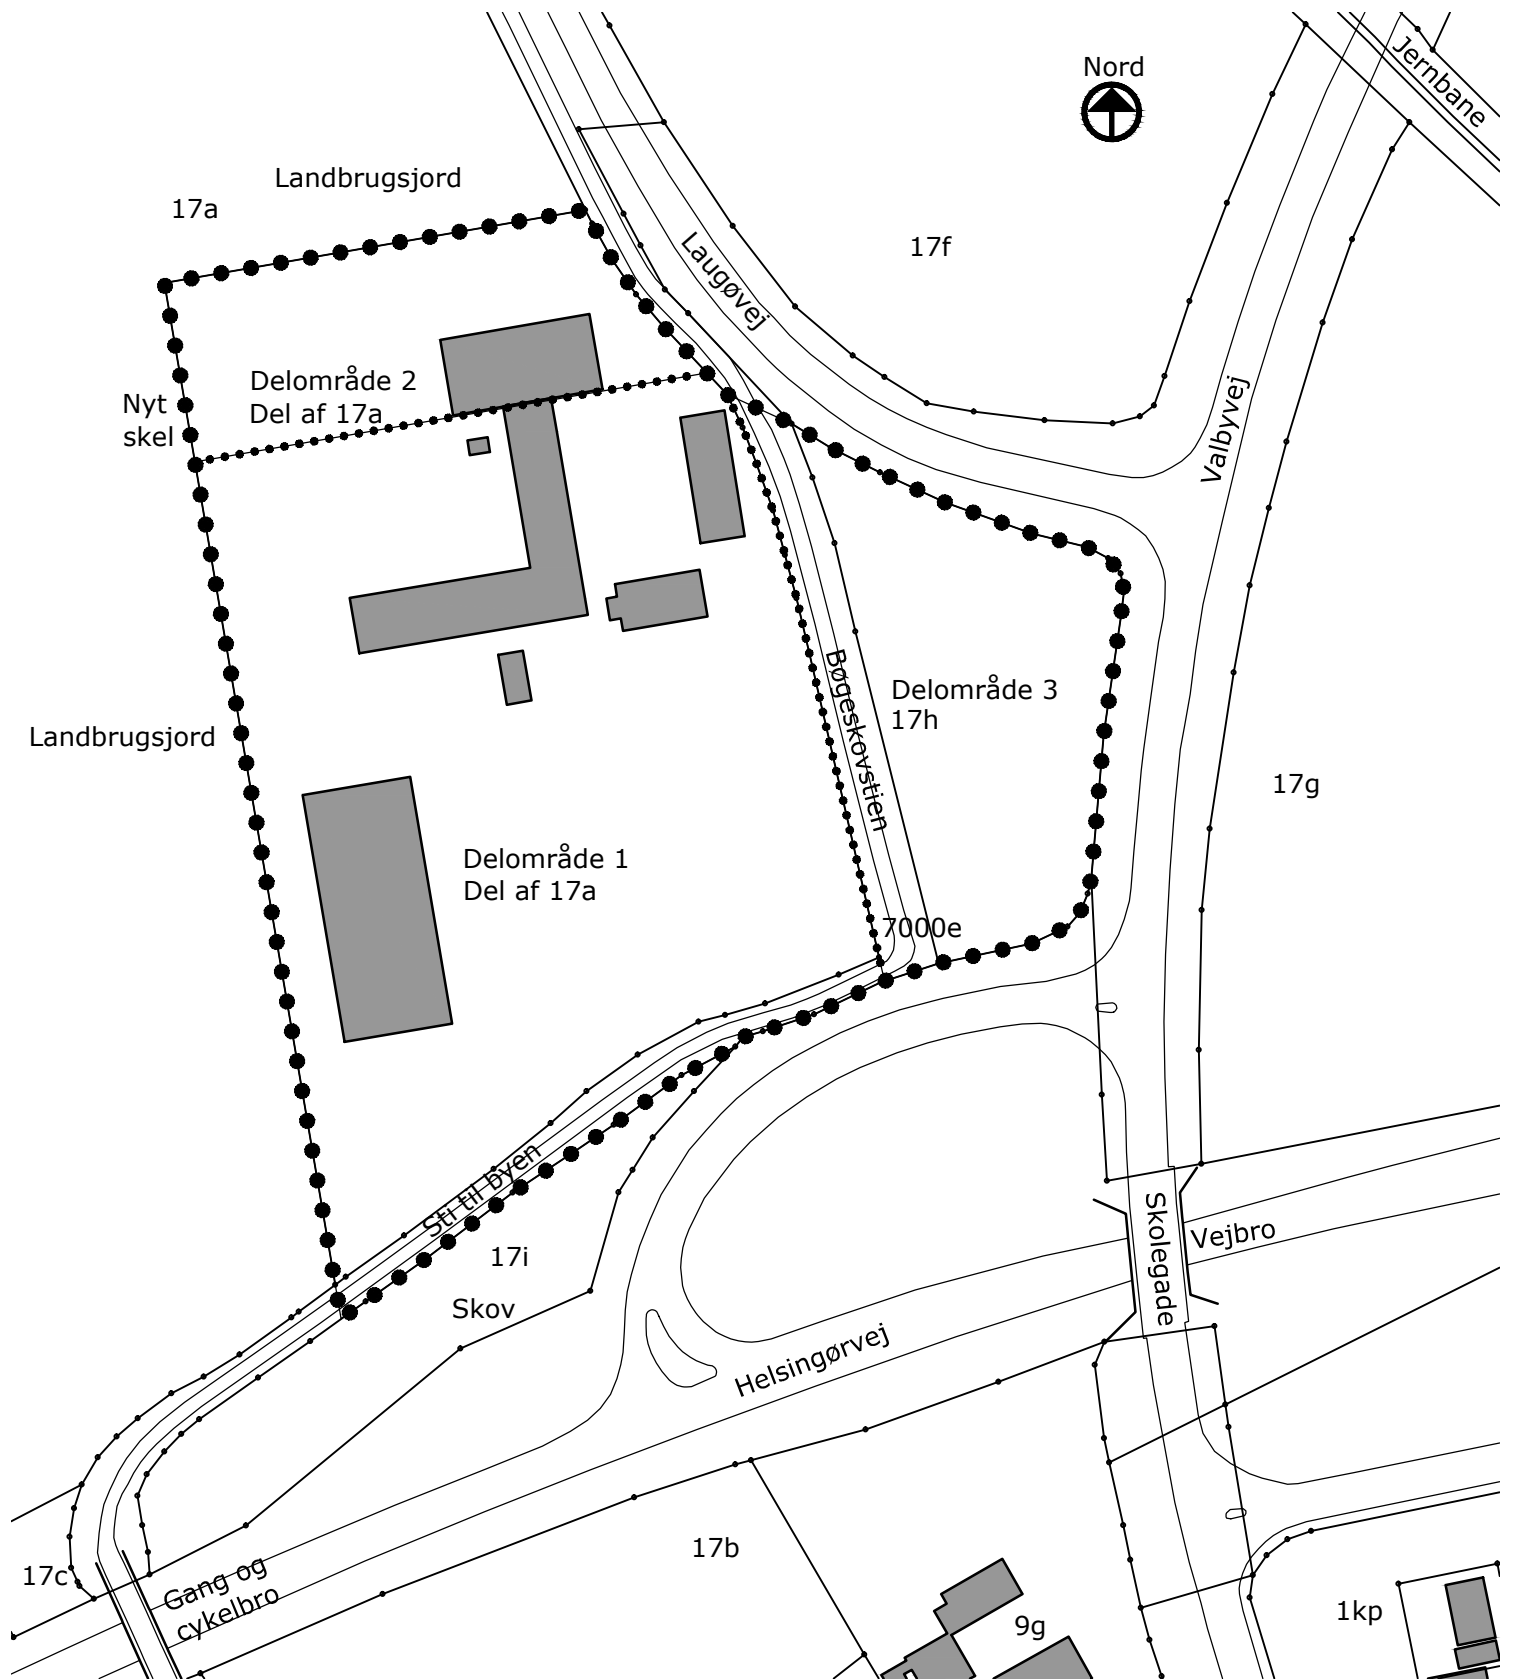 Nord
Jernbane
Landbrugsjord
17a
Laugøvej
17f
Valbyvej
Delområde 2
Del af 17a
Nyt
skel
Bøgeskovstien
Delområde 3
17h
Landbrugsjord
17g
Delområde 1
Del af 17a
7000e
Sti til byen
17i
Skov
Skolegade
Vejbro
Helsingørvej
17b
17c
Gang og
cykelbro
9g
1kp